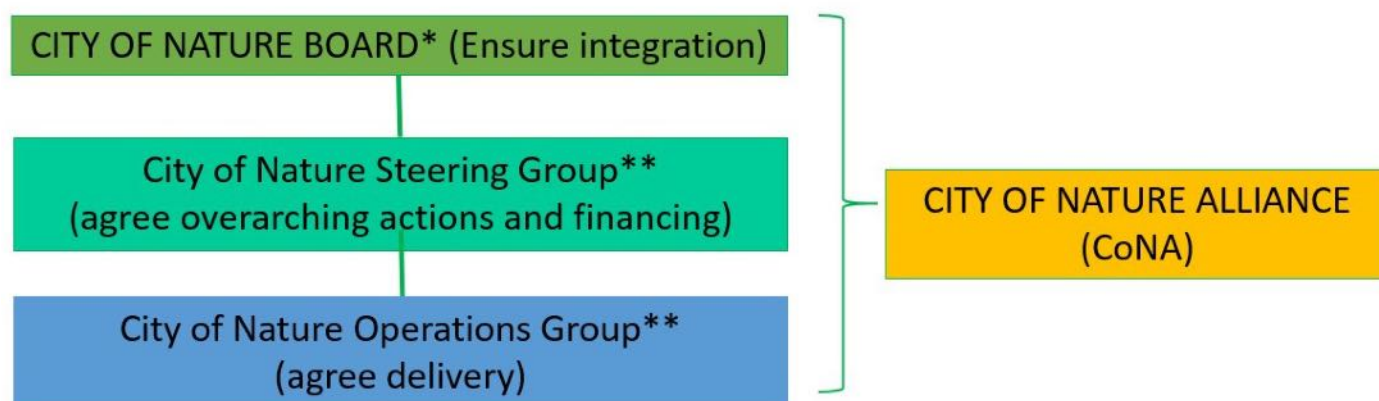 CITY OF NATURE BOARD* (Ensure integration)
City of Nature Steering Group**
(agree overarching actions and financing)
City of Nature Operations Group**
(agree delivery)
CITY OF NATURE ALLIANCE
(CoNA)